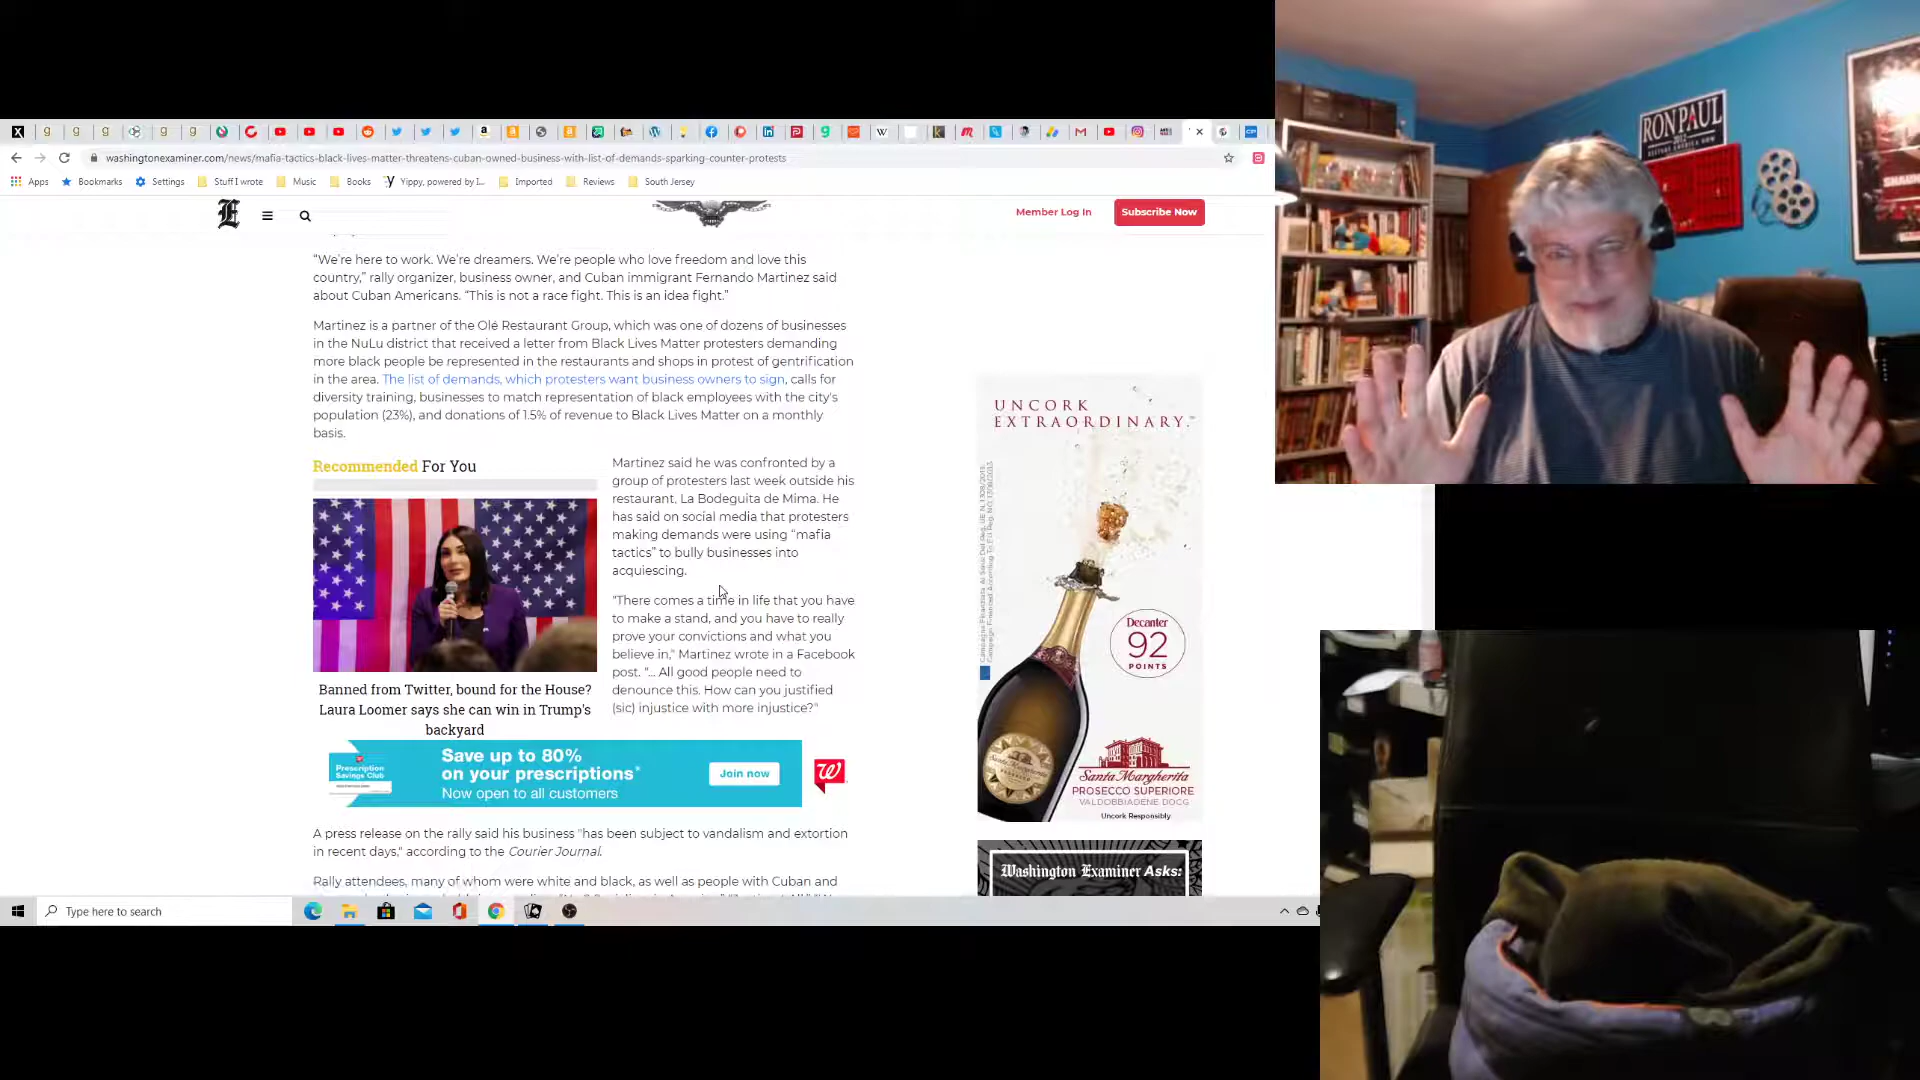 washingtonexaminer.com/news/mafia-tactics-black-lives-matter-threatens-cuban-owned-business-with-list-of-demands-sparking-counter-protests
Apps Bookmarks Settings Stuff I wrote Music Books Yippy, powered by I... Imported Reviews South Jersey
Member Log In
Subscribe Now
“We're here to work. We're dreamers. We're people who love freedom and love this
country,” rally organizer, business owner, and Cuban immigrant Fernando Martinez said
about Cuban Americans. “This is not a race fight. This is an idea fight.”
Martinez is a partner of the Olé Restaurant Group, which was one of dozens of businesses
in the NuLu district that received a letter from Black Lives Matter protesters demanding
more black people be represented in the restaurants and shops in protest of gentrification
in the area. The list of demands, which protesters want business owners to sign, calls for
diversity training, businesses to match representation of black employees with the city's
population (23%), and donations of 1.5% of revenue to Black Lives Matter on a monthly
basis.
Recommended For You
Banned from Twitter, bound for the House?
Laura Loomer says she can win in Trump's
backyard
Martinez said he was confronted by a
group of protesters last week outside his
restaurant, La Bodeguita de Mima. He
has said on social media that protesters
making demands were using “mafia
tactics” to bully businesses into
acquiescing.
"There comes a time in life that you have
to make a stand, and you have to really
prove your convictions and what you
believe in," Martinez wrote in a Facebook
post. "... All good people need to
denounce this. How can you justified
(sic) injustice with more injustice?"
Prescription
Savings Club
Save up to 80%
on your prescriptions*
Now open to all customers
Join now
A press release on the rally said his business "has been subject to vandalism and extortion
in recent days," according to the Courier Journal.
Rally attendees, many of whom were white and black, as well as people with Cuban and
UNCORK
EXTRAORDINARY.
Decanter
92
POINTS
Santa Margherita
PROSECCO SUPERIORE
VALDOBBIADENE DOCG
Uncork Responsibly.
Washington Examiner Asks:
Type here to search
RON PAUL